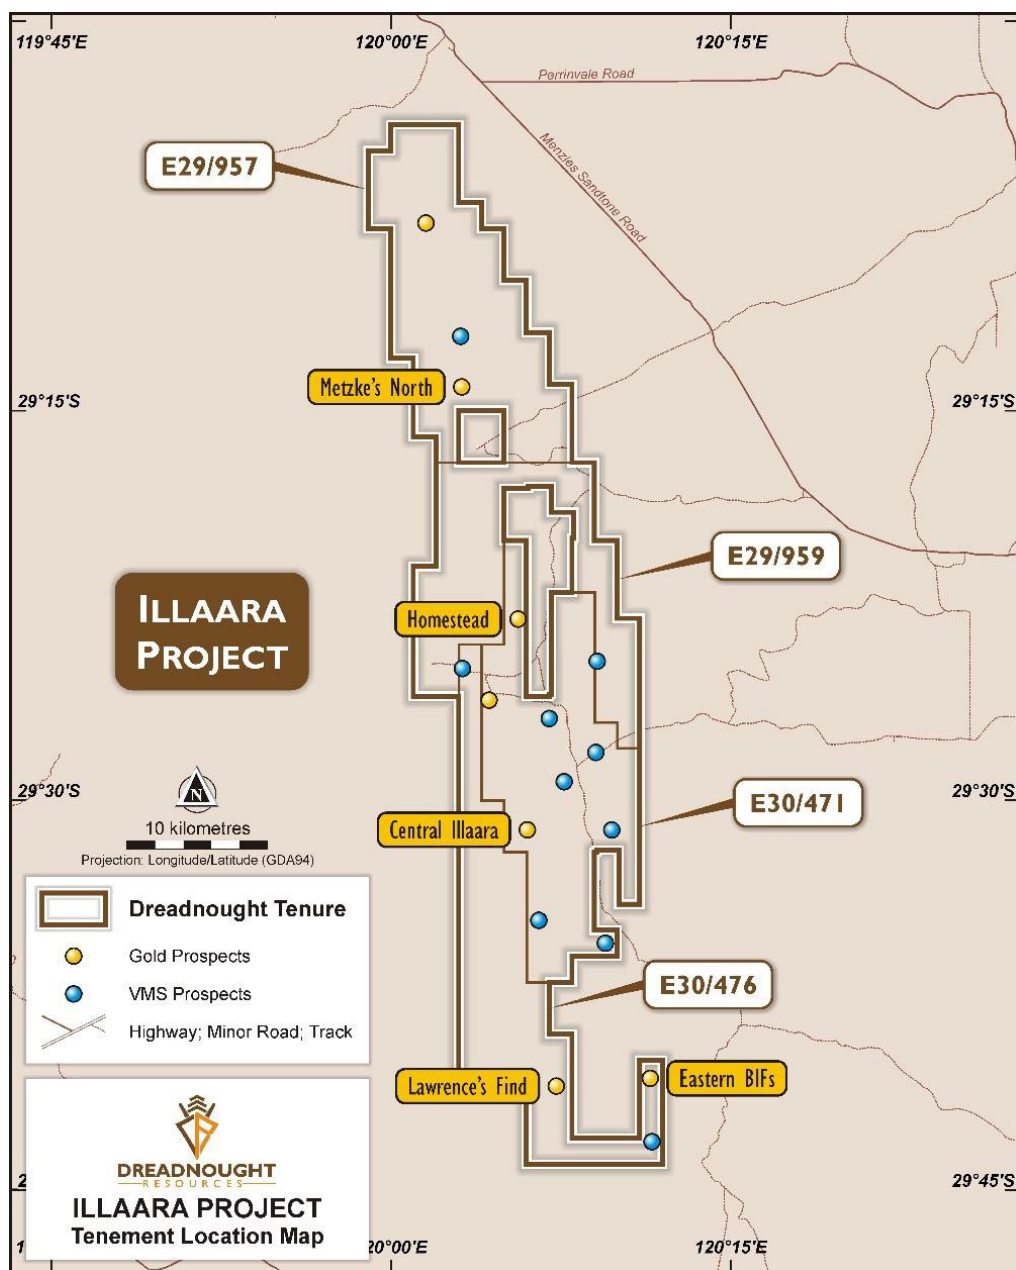 119°45'E
120°00'E
120°15'E
Perrinvale Road
Menzies Sandtone Road
E29/957
Metzke's North
29°15'S
29°15'S
E29/959
ILLAARA
PROJECT
Homestead
29°30'S
29°30'S
E30/471
N
10 kilometres
Projection: Longitude/Latitude (GDA94)
Central Illaara
Dreadnought Tenure
Gold Prospects
VMS Prospects
Highway; Minor Road; Track
E30/476
Lawrence's Find
Eastern BIFs
DREADNOUGHT
RESOURCES
ILLAARA PROJECT
Tenement Location Map
29°45'S
20°00'E
120°15'E